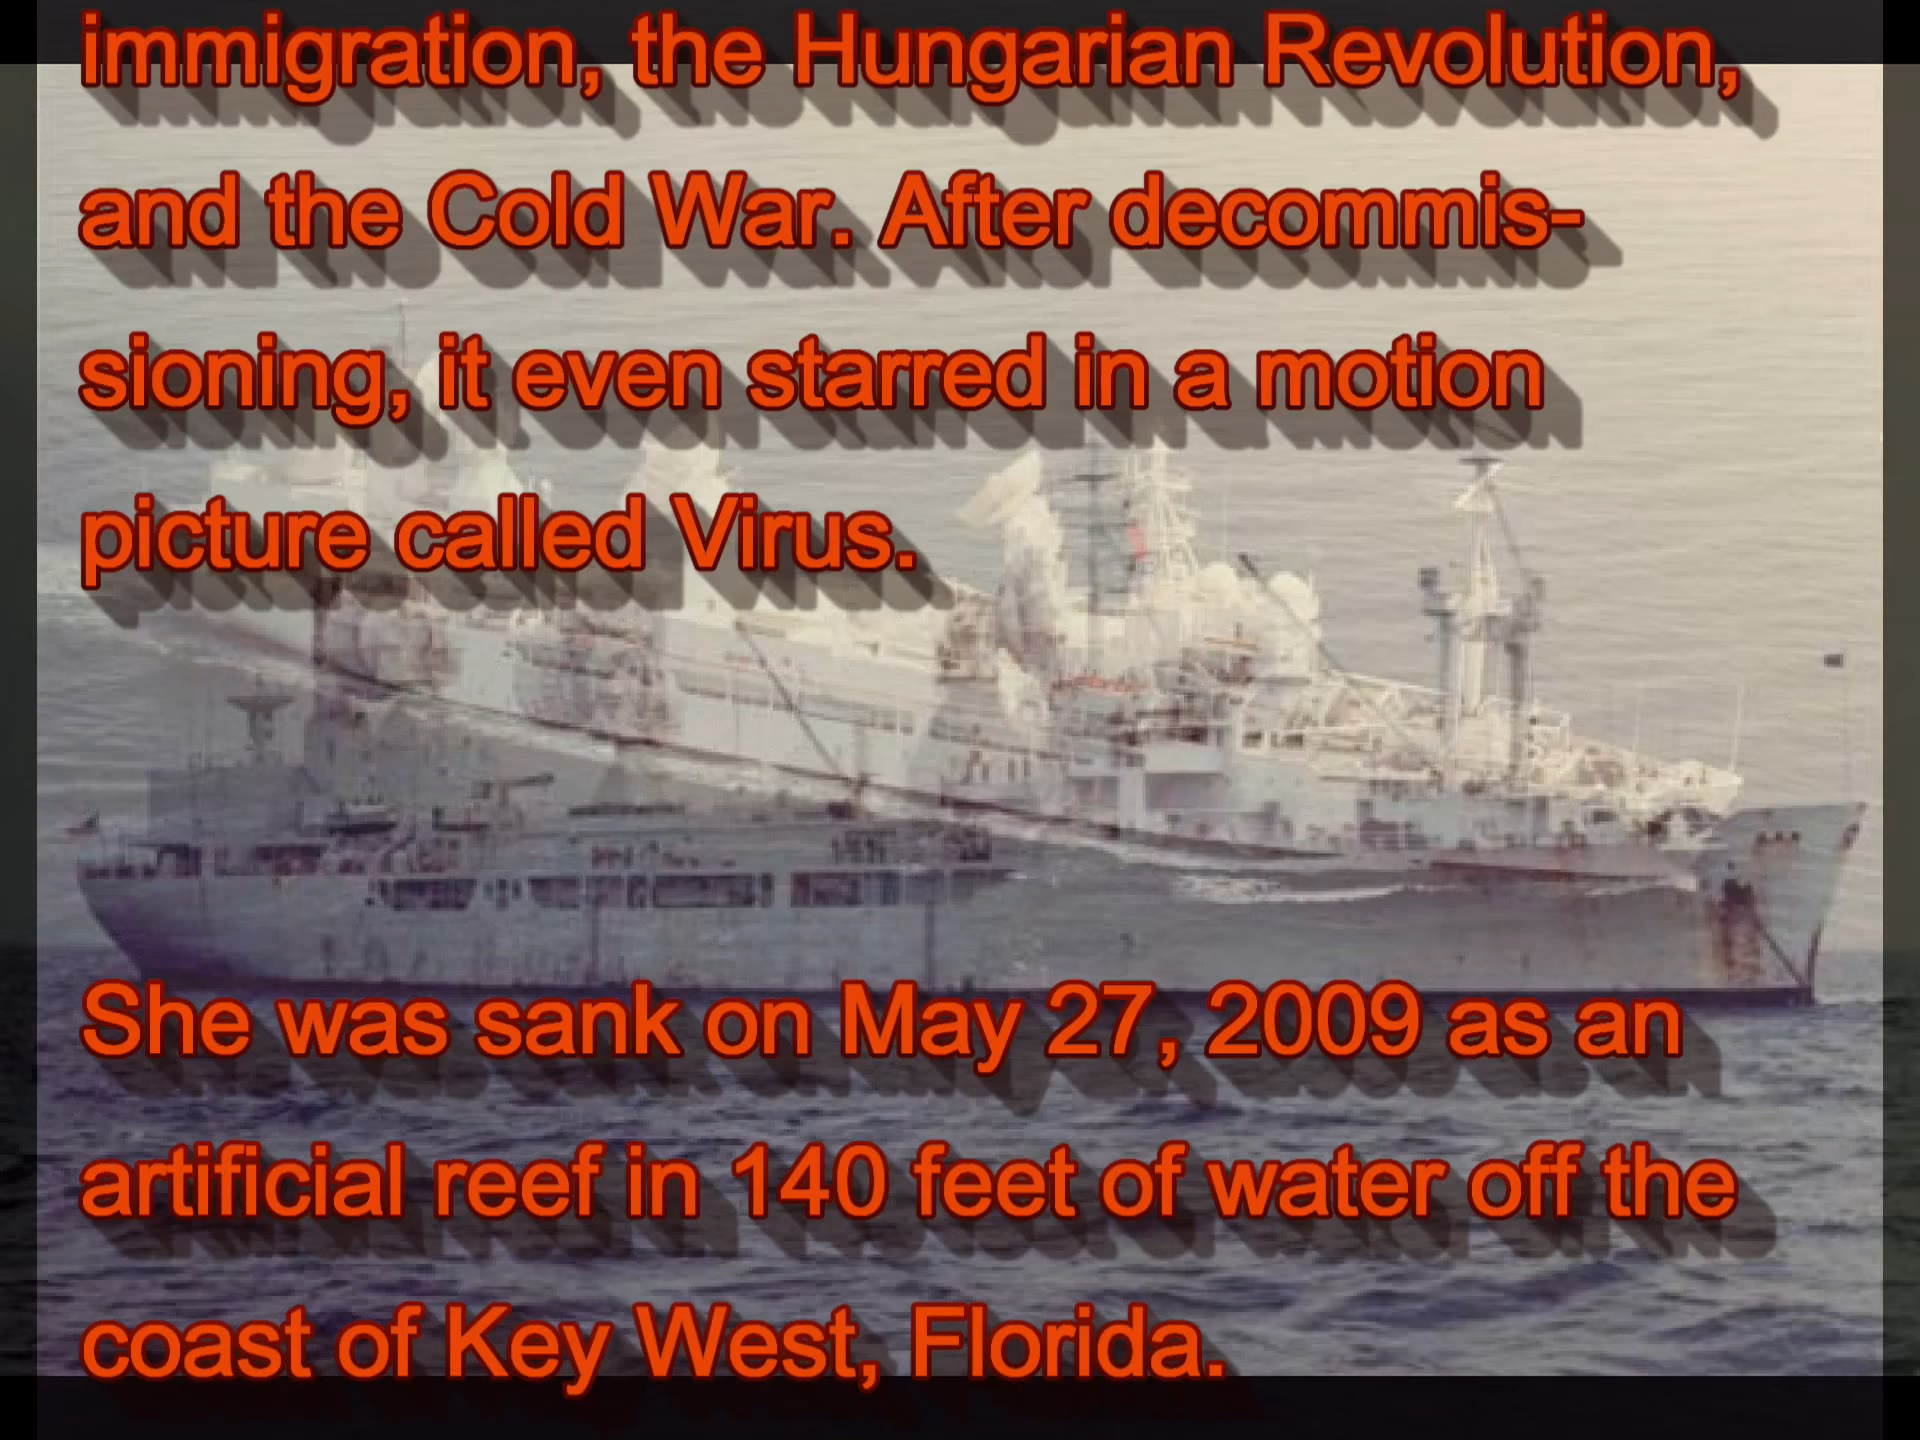 immigration, the Hungarian Revolution,
and the Cold War. After decommis-
sioning, it even starred in a motion
picture called Virus.
She was sank on May 27, 2009 as an
artificial reef in 140 feet of water off the
coast of Key West, Florida.